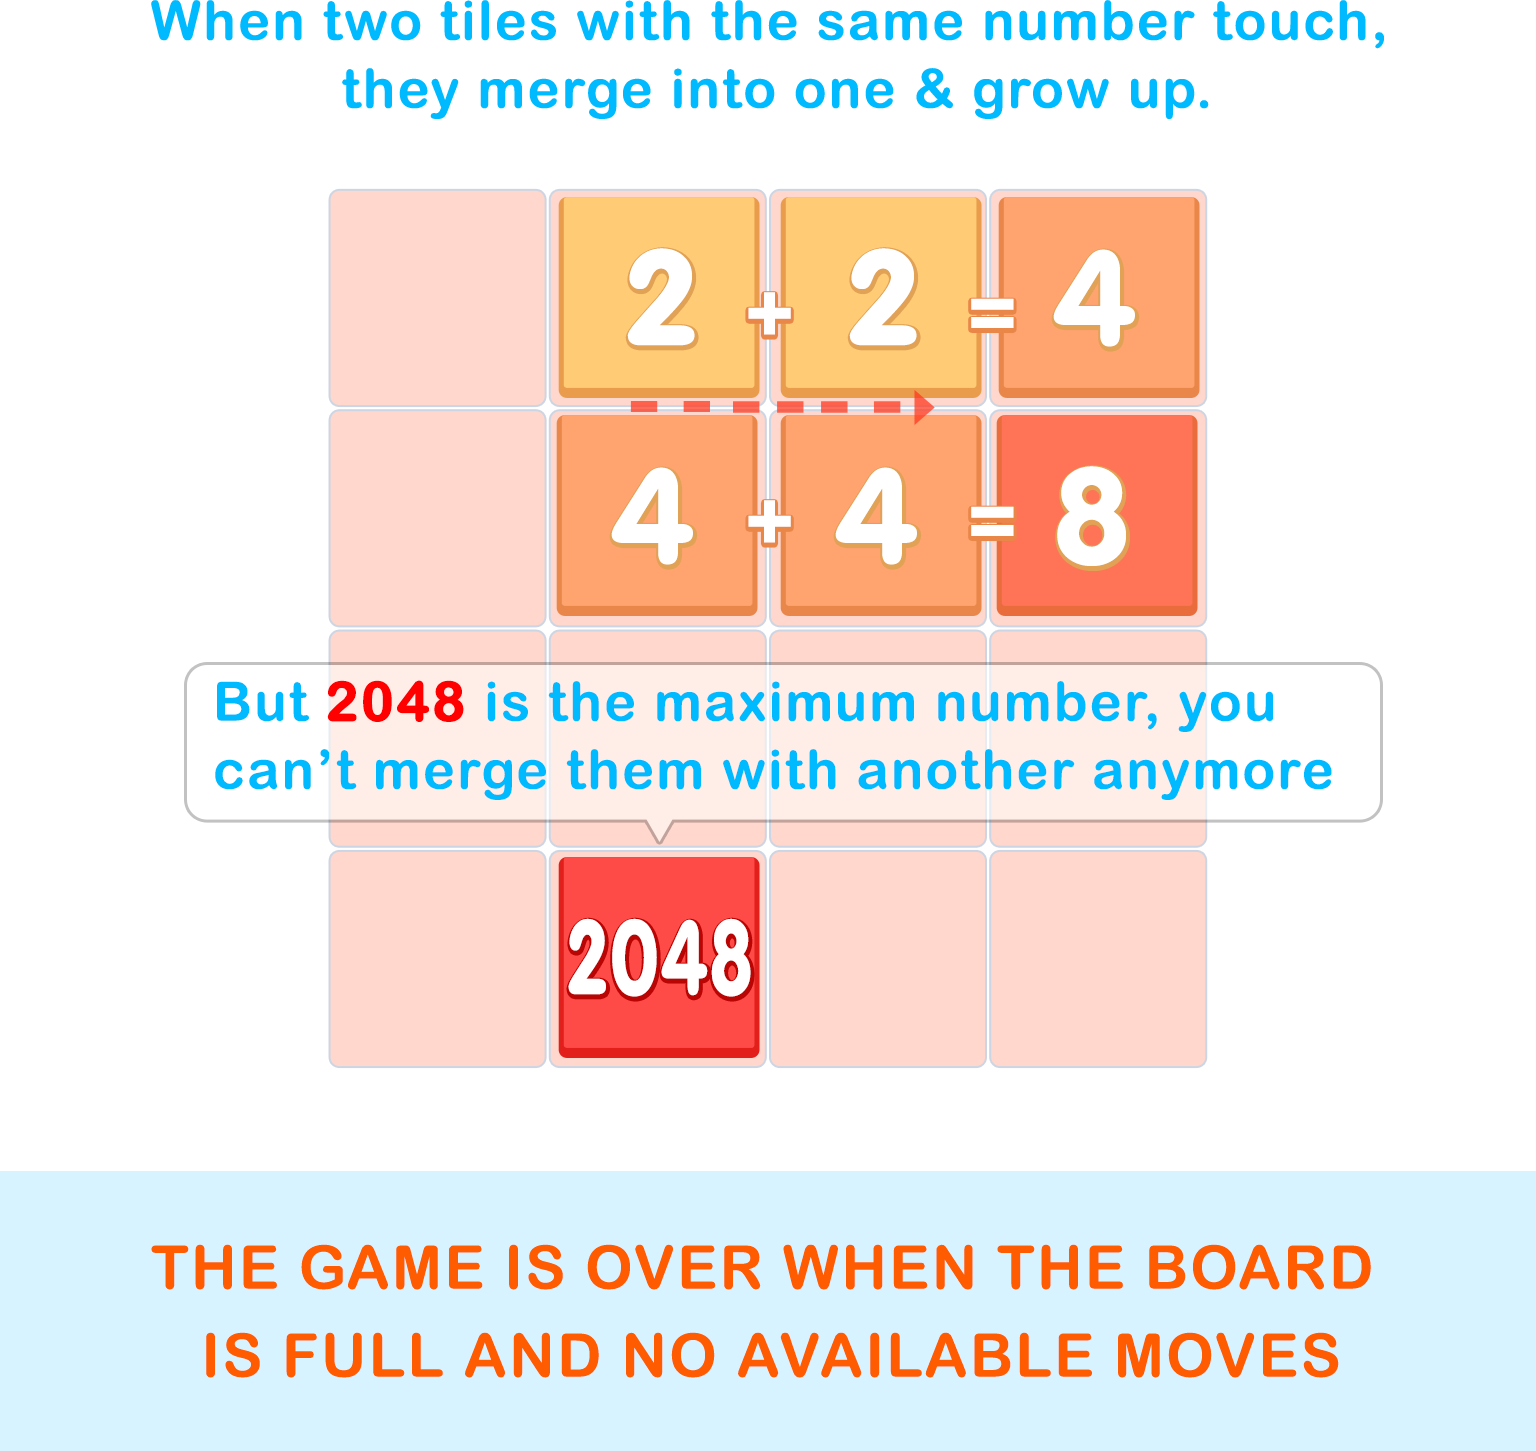 When two tiles with the same number touch,
they merge into one & grow up.
2 + 2 = 4
4 + 4 = 8
But 2048 is the maximum number, you
can’t merge them with another anymore
2048
THE GAME IS OVER WHEN THE BOARD
IS FULL AND NO AVAILABLE MOVES